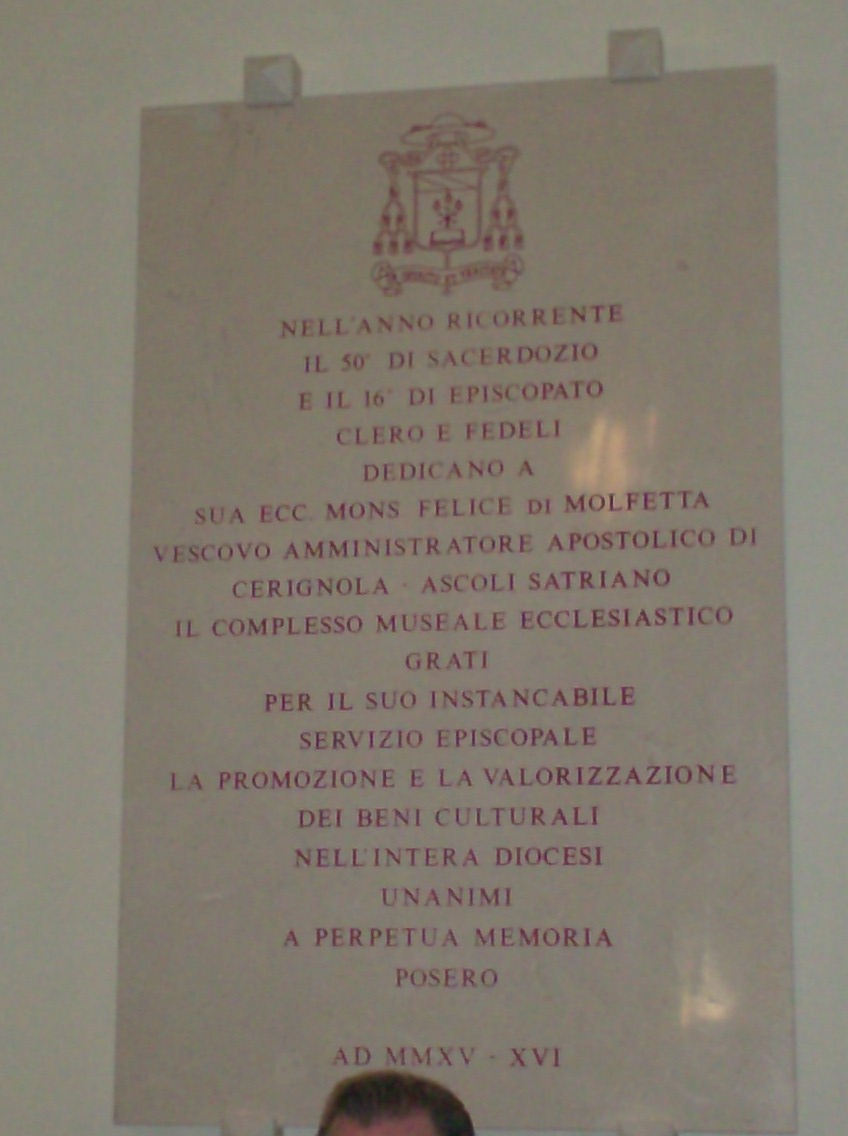 NELL'ANNO RICORRENTE
IL 50° DI SACERDOZIO
E IL 16° DI EPISCOPATO
CLERO E FEDELI
DEDICANO A
SUA ECC. MONS FELICE DI MOLFETTA
VESCOVO AMMINISTRATORE APOSTOLICO DI
CERIGNOLA - ASCOLI SATRIANO
IL COMPLESSO MUSEALE ECCLESIASTICO
GRATI
PER IL SUO INSTANCABILE
SERVIZIO EPISCOPALE
LA PROMOZIONE E LA VALORIZZAZIONE
DEI BENI CULTURALI
NELL'INTERA DIOCESI
UNANIMI
A PERPETUA MEMORIA
POSERO
AD MMXV - XVI